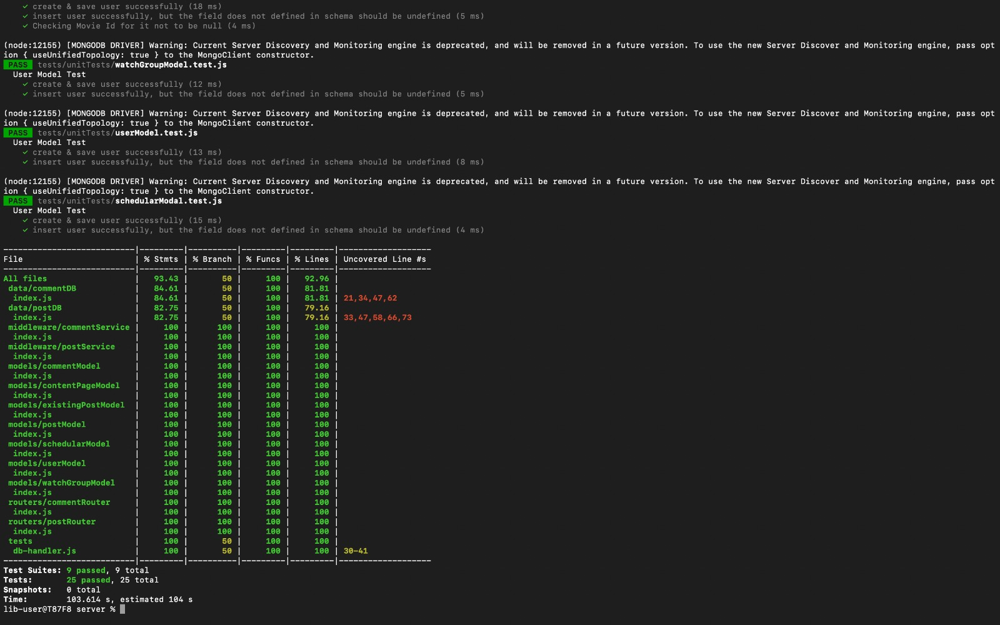 ✓ create & save user successfully (18 ms)
✓ insert user successfully, but the field does not defined in schema should be undefined (5 ms)
✓ Checking Movie Id for it not to be null (4 ms)
(node:12155) [MONGODB DRIVER] Warning: Current Server Discovery and Monitoring engine is deprecated, and will be removed in a future version. To use the new Server Discover and Monitoring engine, pass opt
ion { useUnifiedTopology: true } to the MongoClient constructor.
PASS tests/unitTests/watchGroupModel.test.js
User Model Test
✓ create & save user successfully (12 ms)
✓ insert user successfully, but the field does not defined in schema should be undefined (5 ms)
(node:12155) [MONGODB DRIVER] Warning: Current Server Discovery and Monitoring engine is deprecated, and will be removed in a future version. To use the new Server Discover and Monitoring engine, pass opt
ion { useUnifiedTopology: true } to the MongoClient constructor.
PASS tests/unitTests/userModel.test.js
User Model Test
✓ create & save user successfully (13 ms)
✓ insert user successfully, but the field does not defined in schema should be undefined (8 ms)
(node:12155) [MONGODB DRIVER] Warning: Current Server Discovery and Monitoring engine is deprecated, and will be removed in a future version. To use the new Server Discover and Monitoring engine, pass opt
ion { useUnifiedTopology: true } to the MongoClient constructor.
PASS tests/unitTests/schedularModal.test.js
User Model Test
✓ create & save user successfully (15 ms)
✓ insert user successfully, but the field does not defined in schema should be undefined (4 ms)
---------------------------|---------|----------|---------|---------|-------------------
File | % Stmts | % Branch | % Funcs | % Lines | Uncovered Line #s
---------------------------|---------|----------|---------|---------|-------------------
All files | 93.43 | 50 | 100 | 92.96 |
data/commentDB | 84.61 | 50 | 100 | 81.81 |
index.js | 84.61 | 50 | 100 | 81.81 | 21,34,47,62
data/postDB | 82.75 | 50 | 100 | 79.16 |
index.js | 82.75 | 50 | 100 | 79.16 | 33,47,58,66,73
middleware/commentService | 100 | 100 | 100 | 100 |
index.js | 100 | 100 | 100 | 100 |
middleware/postService | 100 | 100 | 100 | 100 |
index.js | 100 | 100 | 100 | 100 |
models/commentModel | 100 | 100 | 100 | 100 |
index.js | 100 | 100 | 100 | 100 |
models/contentPageModel | 100 | 100 | 100 | 100 |
index.js | 100 | 100 | 100 | 100 |
models/existingPostModel | 100 | 100 | 100 | 100 |
index.js | 100 | 100 | 100 | 100 |
models/postModel | 100 | 100 | 100 | 100 |
index.js | 100 | 100 | 100 | 100 |
models/schedularModel | 100 | 100 | 100 | 100 |
index.js | 100 | 100 | 100 | 100 |
models/userModel | 100 | 100 | 100 | 100 |
index.js | 100 | 100 | 100 | 100 |
models/watchGroupModel | 100 | 100 | 100 | 100 |
index.js | 100 | 100 | 100 | 100 |
routers/commentRouter | 100 | 100 | 100 | 100 |
index.js | 100 | 100 | 100 | 100 |
routers/postRouter | 100 | 100 | 100 | 100 |
index.js | 100 | 100 | 100 | 100 |
tests | 100 | 50 | 100 | 100 |
db-handler.js | 100 | 50 | 100 | 100 | 30-41
---------------------------|---------|----------|---------|---------|-------------------
Test Suites: 9 passed, 9 total
Tests: 25 passed, 25 total
Snapshots: 0 total
Time: 103.614 s, estimated 104 s
lib-user@T87F8 server %